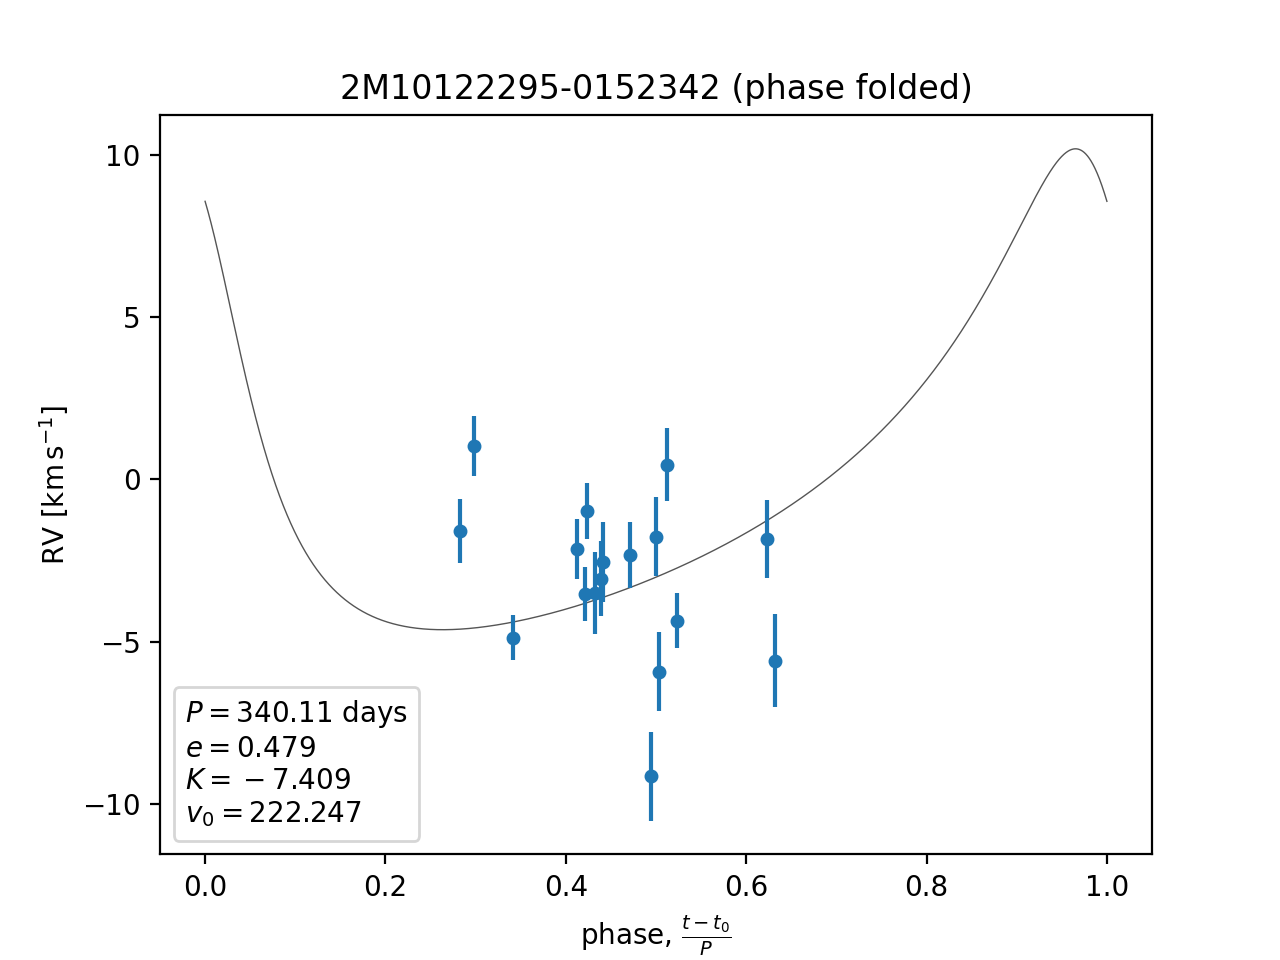 2M10122295-0152342 (phase folded)
RV [km s⁻¹]
10
5
0
−5
−10
P = 340.11 days
e = 0.479
K = −7.409
v₀ = 222.247
0.0 0.2 0.4 0.6 0.8 1.0
phase, (t − t₀)/P